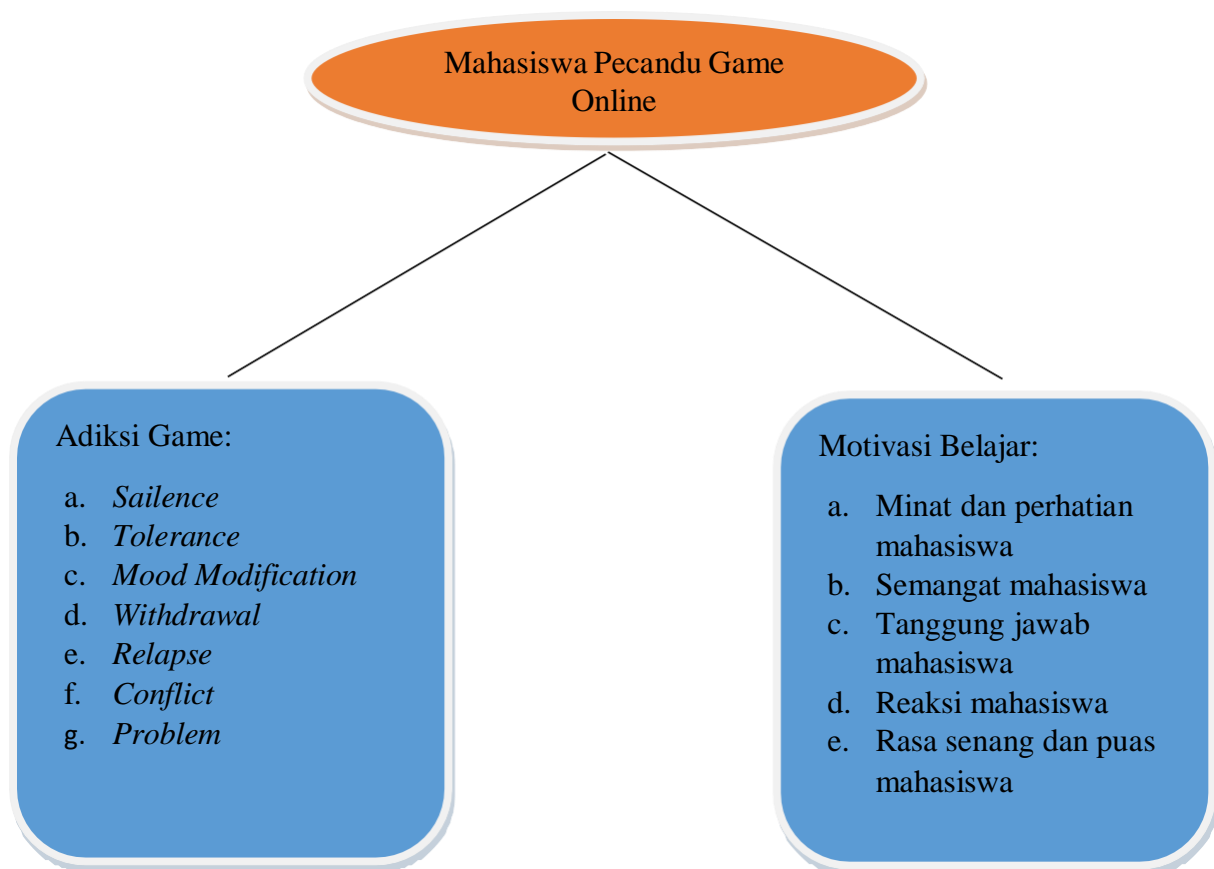 Mahasiswa Pecandu Game
Online
Adiksi Game:
a. Sailence
b. Tolerance
c. Mood Modification
d. Withdrawal
e. Relapse
f. Conflict
g. Problem
Motivasi Belajar:
a. Minat dan perhatian
mahasiswa
b. Semangat mahasiswa
c. Tanggung jawab
mahasiswa
d. Reaksi mahasiswa
e. Rasa senang dan puas
mahasiswa